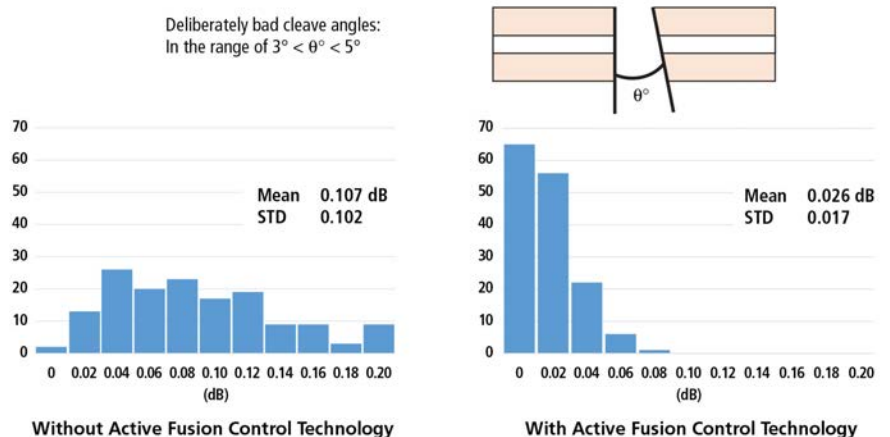 Deliberately bad cleave angles:
In the range of 3° < θ° < 5°
θ°
70
60
50
40
30
20
10
0
Mean 0.107 dB
STD 0.102
0 0.02 0.04 0.06 0.08 0.10 0.12 0.14 0.16 0.18 0.20
(dB)
Without Active Fusion Control Technology
70
60
50
40
30
20
10
0
Mean 0.026 dB
STD 0.017
0 0.02 0.04 0.06 0.08 0.10 0.12 0.14 0.16 0.18 0.20
(dB)
With Active Fusion Control Technology